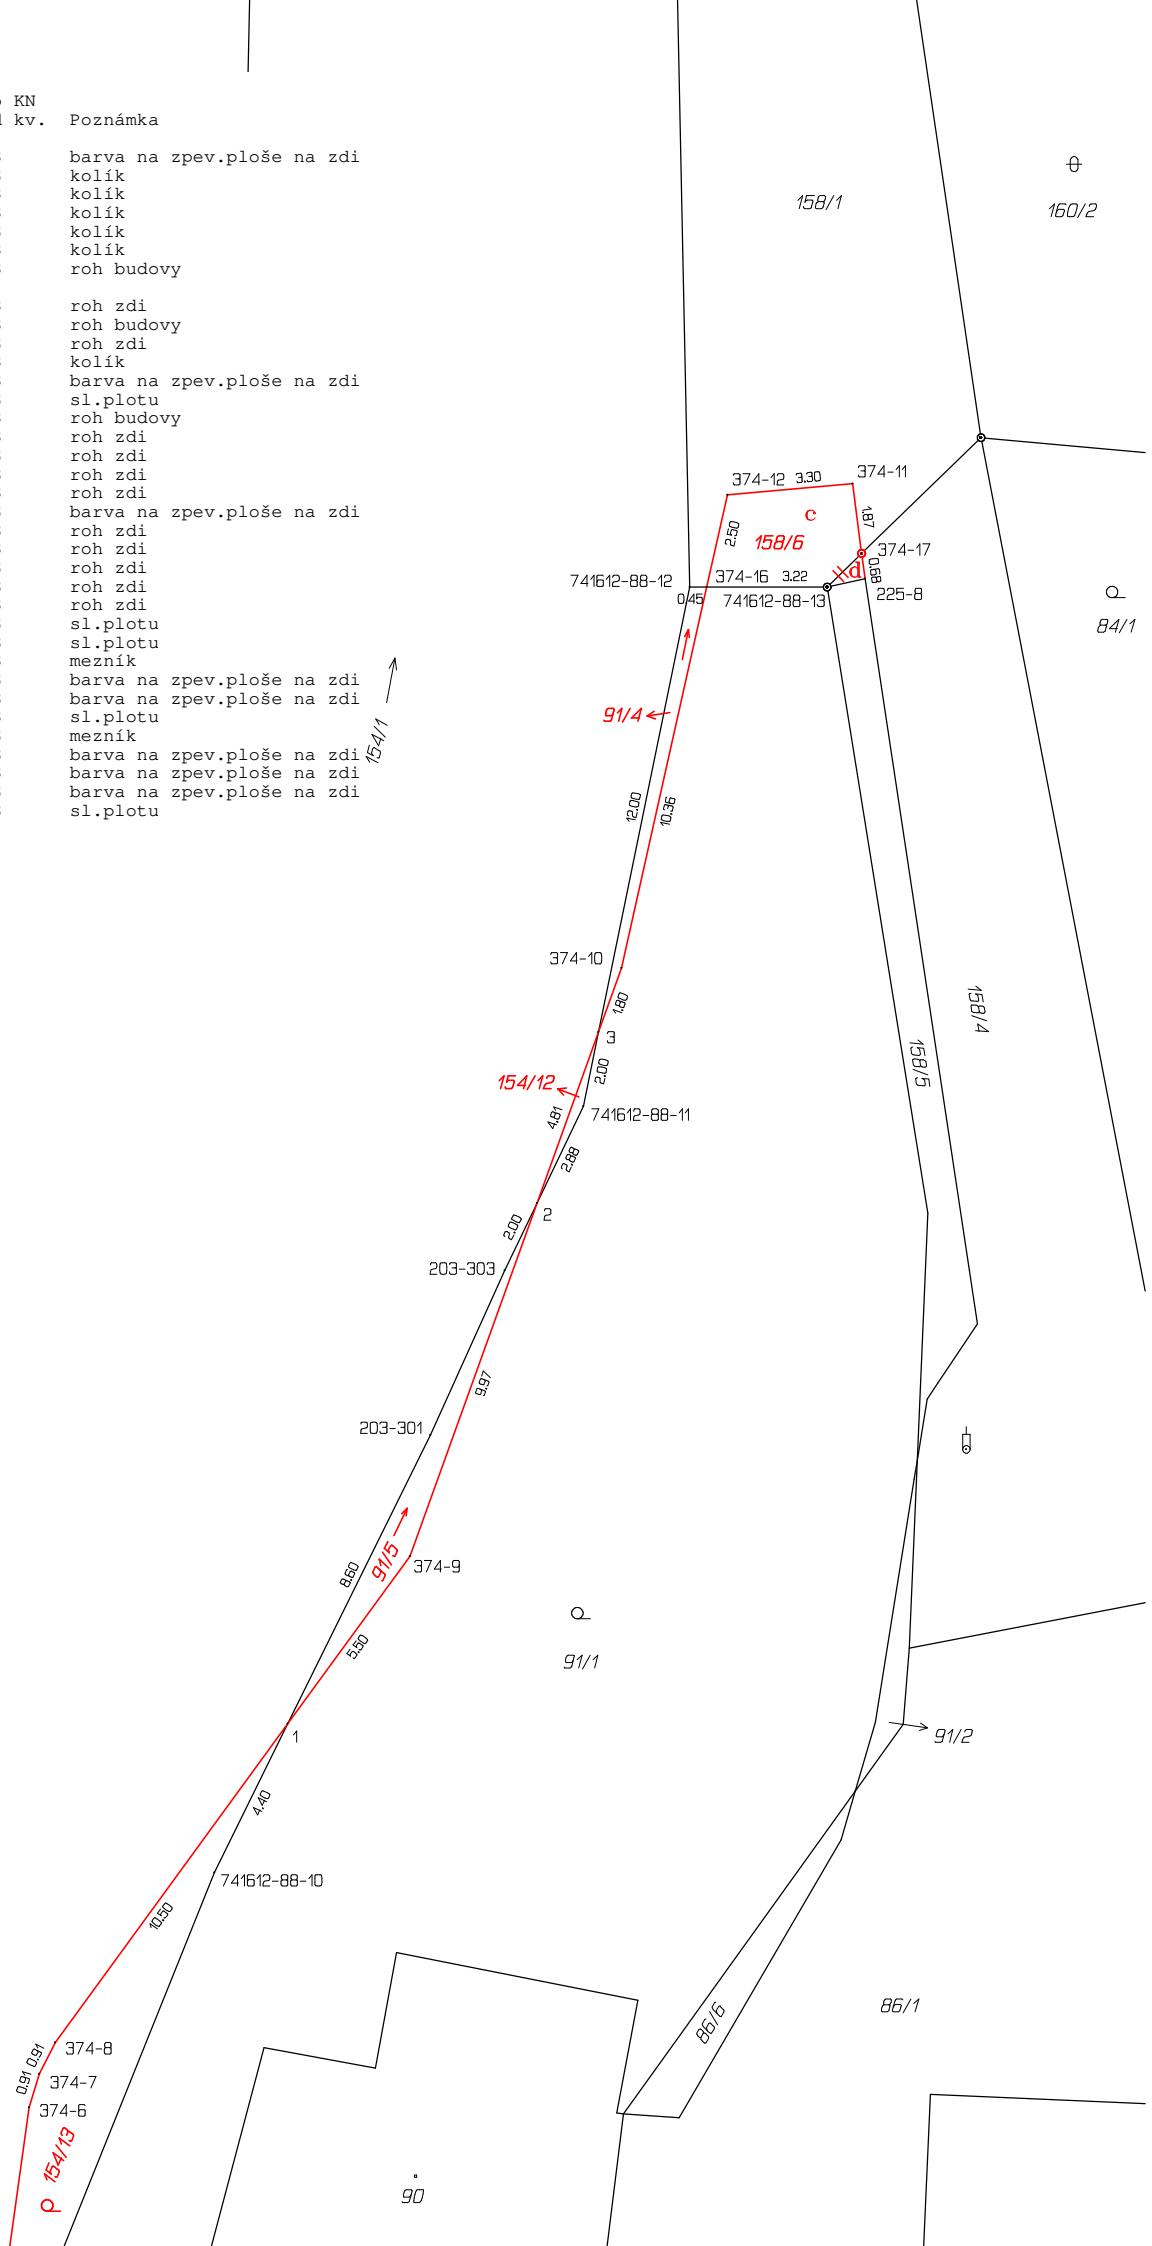 KN
kv. Poznámka
barva na zpev.ploše na zdi
kolík
kolík
kolík
kolík
kolík
roh budovy
roh zdi
roh budovy
roh zdi
kolík
barva na zpev.ploše na zdi
sl.plotu
roh budovy
roh zdi
roh zdi
roh zdi
roh zdi
barva na zpev.ploše na zdi
roh zdi
roh zdi
roh zdi
roh zdi
roh zdi
sl.plotu
sl.plotu
mezník
barva na zpev.ploše na zdi
barva na zpev.ploše na zdi
sl.plotu
mezník
barva na zpev.ploše na zdi
barva na zpev.ploše na zdi
barva na zpev.ploše na zdi
sl.plotu
154/1
158/1
160/2
374-12
3.30
374-11
c
1.87
2.50
158/6
374-17
d
0.68
741612-88-12
374-16
3.22
0.45
741612-88-13
225-8
84/1
91/4
12.00
10.36
374-10
1.80
3
158/4
158/5
2.00
154/12
4.81
741612-88-11
2.88
2
2.00
203-303
9.97
203-301
91/5
374-9
8.60
5.50
91/1
1
91/2
4.40
741612-88-10
10.50
86/1
86/6
374-8
0.91
0.91
374-7
374-6
154/13
90